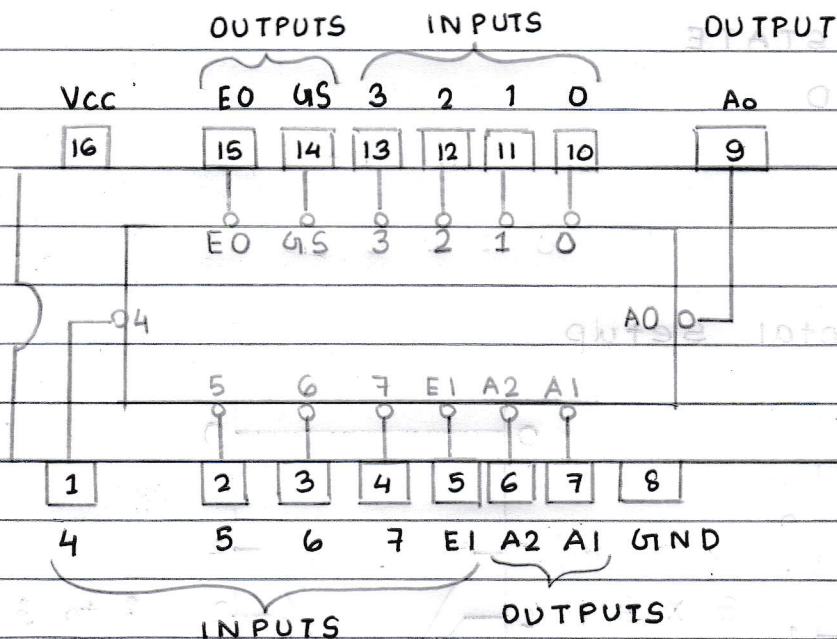 OUTPUTS INPUTS OUTPUT
VCC EO GS 3 2 1 0 A0
16 15 14 13 12 11 10 9
EO GS 3 2 1 0
4 A0
5 6 7 E1 A2 A1
1 2 3 4 5 6 7 8
4 5 6 7 E1 A2 A1 GND
INPUTS OUTPUTS